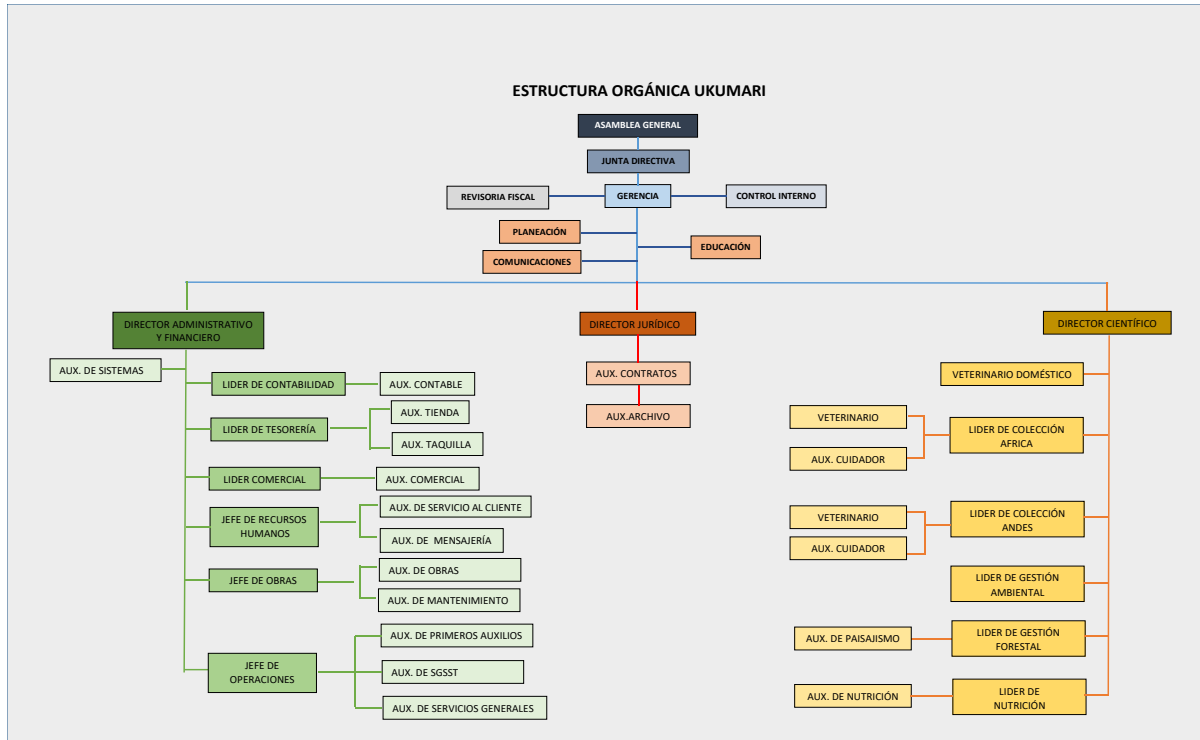 ESTRUCTURA ORGÁNICA UKUMARI
ASAMBLEA GENERAL
JUNTA DIRECTIVA
REVISORIA FISCAL
GERENCIA
CONTROL INTERNO
PLANEACIÓN
EDUCACIÓN
COMUNICACIONES
DIRECTOR ADMINISTRATIVO
Y FINANCIERO
DIRECTOR JURÍDICO
DIRECTOR CIENTÍFICO
AUX. DE SISTEMAS
LIDER DE CONTABILIDAD
AUX. CONTABLE
LIDER DE TESORERÍA
AUX. TIENDA
AUX. TAQUILLA
LIDER COMERCIAL
AUX. COMERCIAL
JEFE DE RECURSOS
HUMANOS
AUX. DE SERVICIO AL CLIENTE
AUX. DE MENSAJERÍA
JEFE DE OBRAS
AUX. DE OBRAS
AUX. DE MANTENIMIENTO
JEFE DE
OPERACIONES
AUX. DE PRIMEROS AUXILIOS
AUX. DE SGSST
AUX. DE SERVICIOS GENERALES
AUX. CONTRATOS
AUX.ARCHIVO
VETERINARIO DOMÉSTICO
VETERINARIO
AUX. CUIDADOR
LIDER DE COLECCIÓN
AFRICA
VETERINARIO
AUX. CUIDADOR
LIDER DE COLECCIÓN
ANDES
LIDER DE GESTIÓN
AMBIENTAL
AUX. DE PAISAJISMO
LIDER DE GESTIÓN
FORESTAL
AUX. DE NUTRICIÓN
LIDER DE
NUTRICIÓN